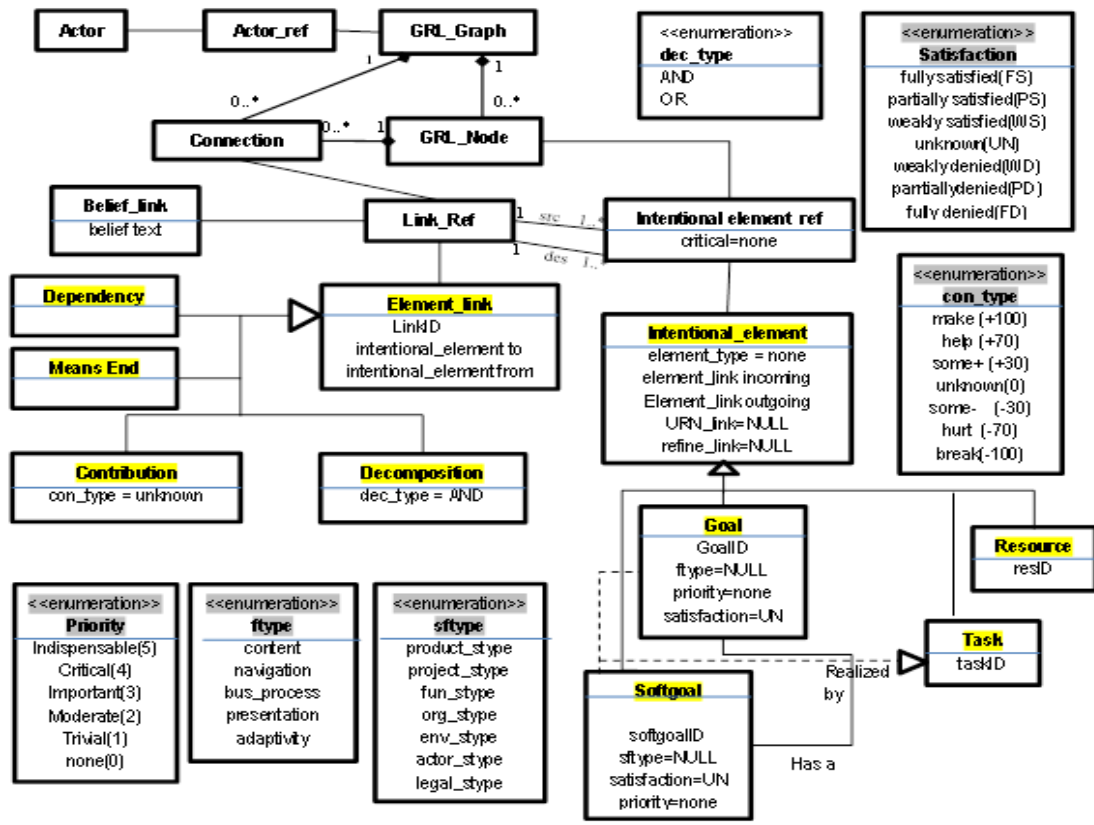 Actor
Actor_ref
GRL_Graph
1
1
0..*
0..*
Connection
0..*
1
GRL_Node
<<enumeration>>
dec_type
AND
OR
<<enumeration>>
Satisfaction
fully satisfied(FS)
partially satisfied(PS)
weakly satisfied(WS)
unknown(UN)
weakly denied(WD)
parrtiallydenied(PD)
fully denied(FD)
Belief_link
belief text
Link_Ref
1
src
1..*
1
des
1..*
Intentional element ref
critical=none
Dependency
Means End
Element_link
LinkID
intentional_element to
intentional_element from
Intentional_element
element_type = none
element_link incoming
Element_link outgoing
URN_link=NULL
refine_link=NULL
<<enumeration>>
con_type
make (+100)
help (+70)
some+ (+30)
unknown(0)
some- (-30)
hurt (-70)
break(-100)
Contribution
con_type = unknown
Decomposition
dec_type = AND
Goal
GoalID
ftype=NULL
priority=none
satisfaction=UN
Resource
resID
Task
taskID
Realized
by
Has a
Softgoal
softgoalID
sftype=NULL
satisfaction=UN
priority=none
<<enumeration>>
Priority
Indispensable(5)
Critical(4)
Important(3)
Moderate(2)
Trivial(1)
none(0)
<<enumeration>>
ftype
content
navigation
bus_process
presentation
adaptivity
<<enumeration>>
sftype
product_stype
project_stype
fun_stype
org_stype
env_stype
actor_stype
legal_stype